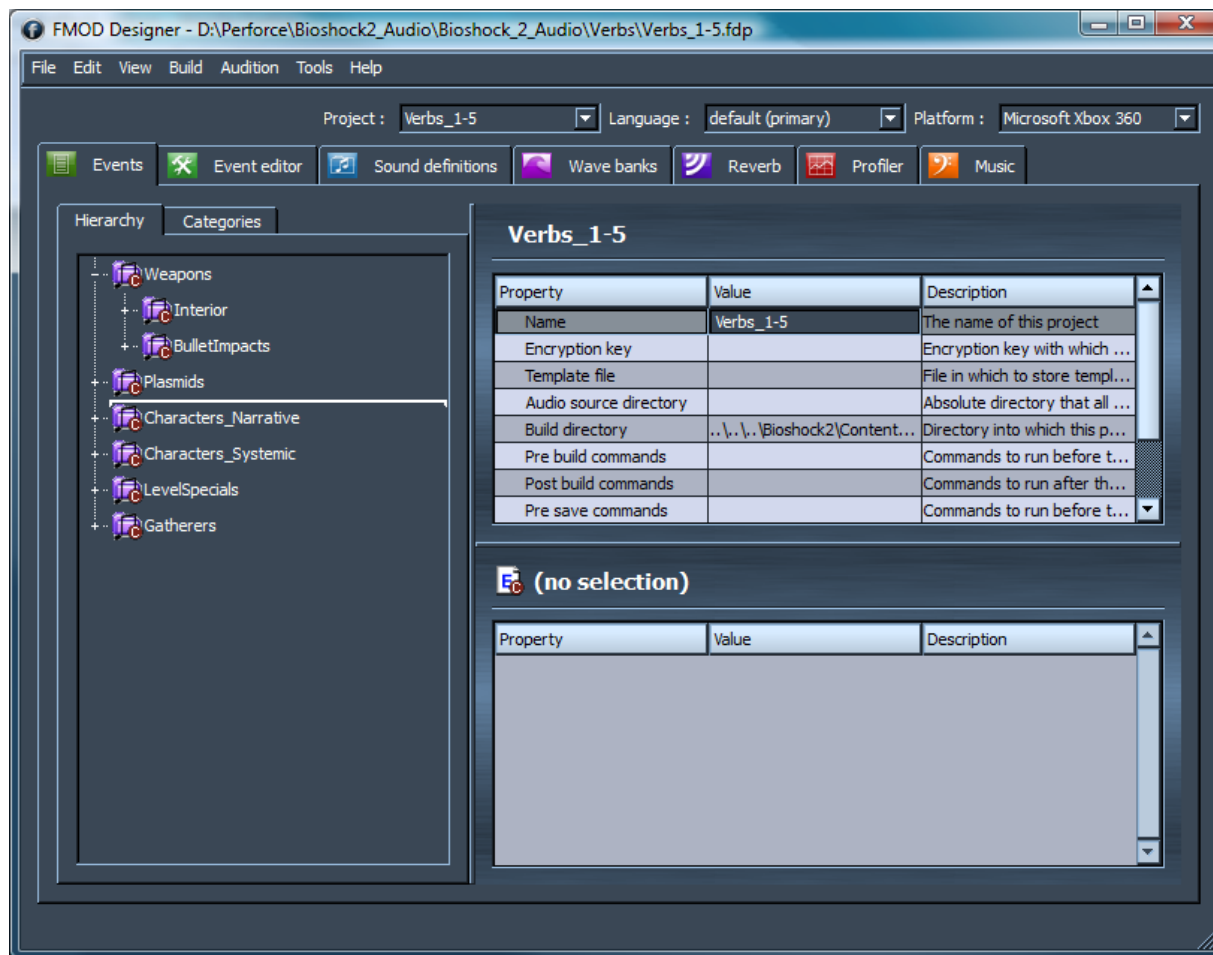 FMOD Designer - D:\Perforce\Bioshock2_Audio\Bioshock_2_Audio\Verbs\Verbs_1-5.fdp
File Edit View Build Audition Tools Help
Project : Verbs_1-5 Language : default (primary) Platform : Microsoft Xbox 360
Events Event editor Sound definitions Wave banks Reverb Profiler Music
Hierarchy Categories
Weapons
Interior
BulletImpacts
Plasmids
Characters_Narrative
Characters_Systemic
LevelSpecials
Gatherers
Verbs_1-5
Property Value Description
Name Verbs_1-5 The name of this project
Encryption key Encryption key with which ...
Template file File in which to store templ...
Audio source directory Absolute directory that all ...
Build directory ..\..\..\Bioshock2\Content... Directory into which this p...
Pre build commands Commands to run before t...
Post build commands Commands to run after th...
Pre save commands Commands to run before t...
(no selection)
Property Value Description